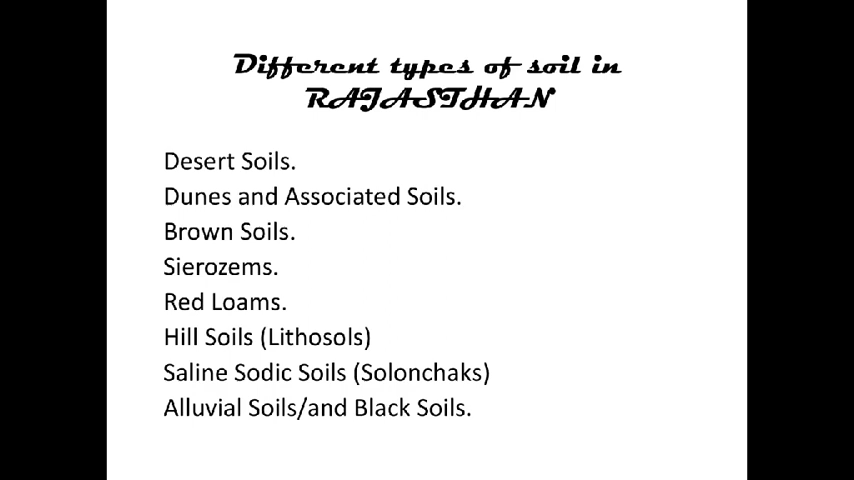 Different types of soil in
RAJASTHAN
Desert Soils.
Dunes and Associated Soils.
Brown Soils.
Sierozems.
Red Loams.
Hill Soils (Lithosols)
Saline Sodic Soils (Solonchaks)
Alluvial Soils/and Black Soils.